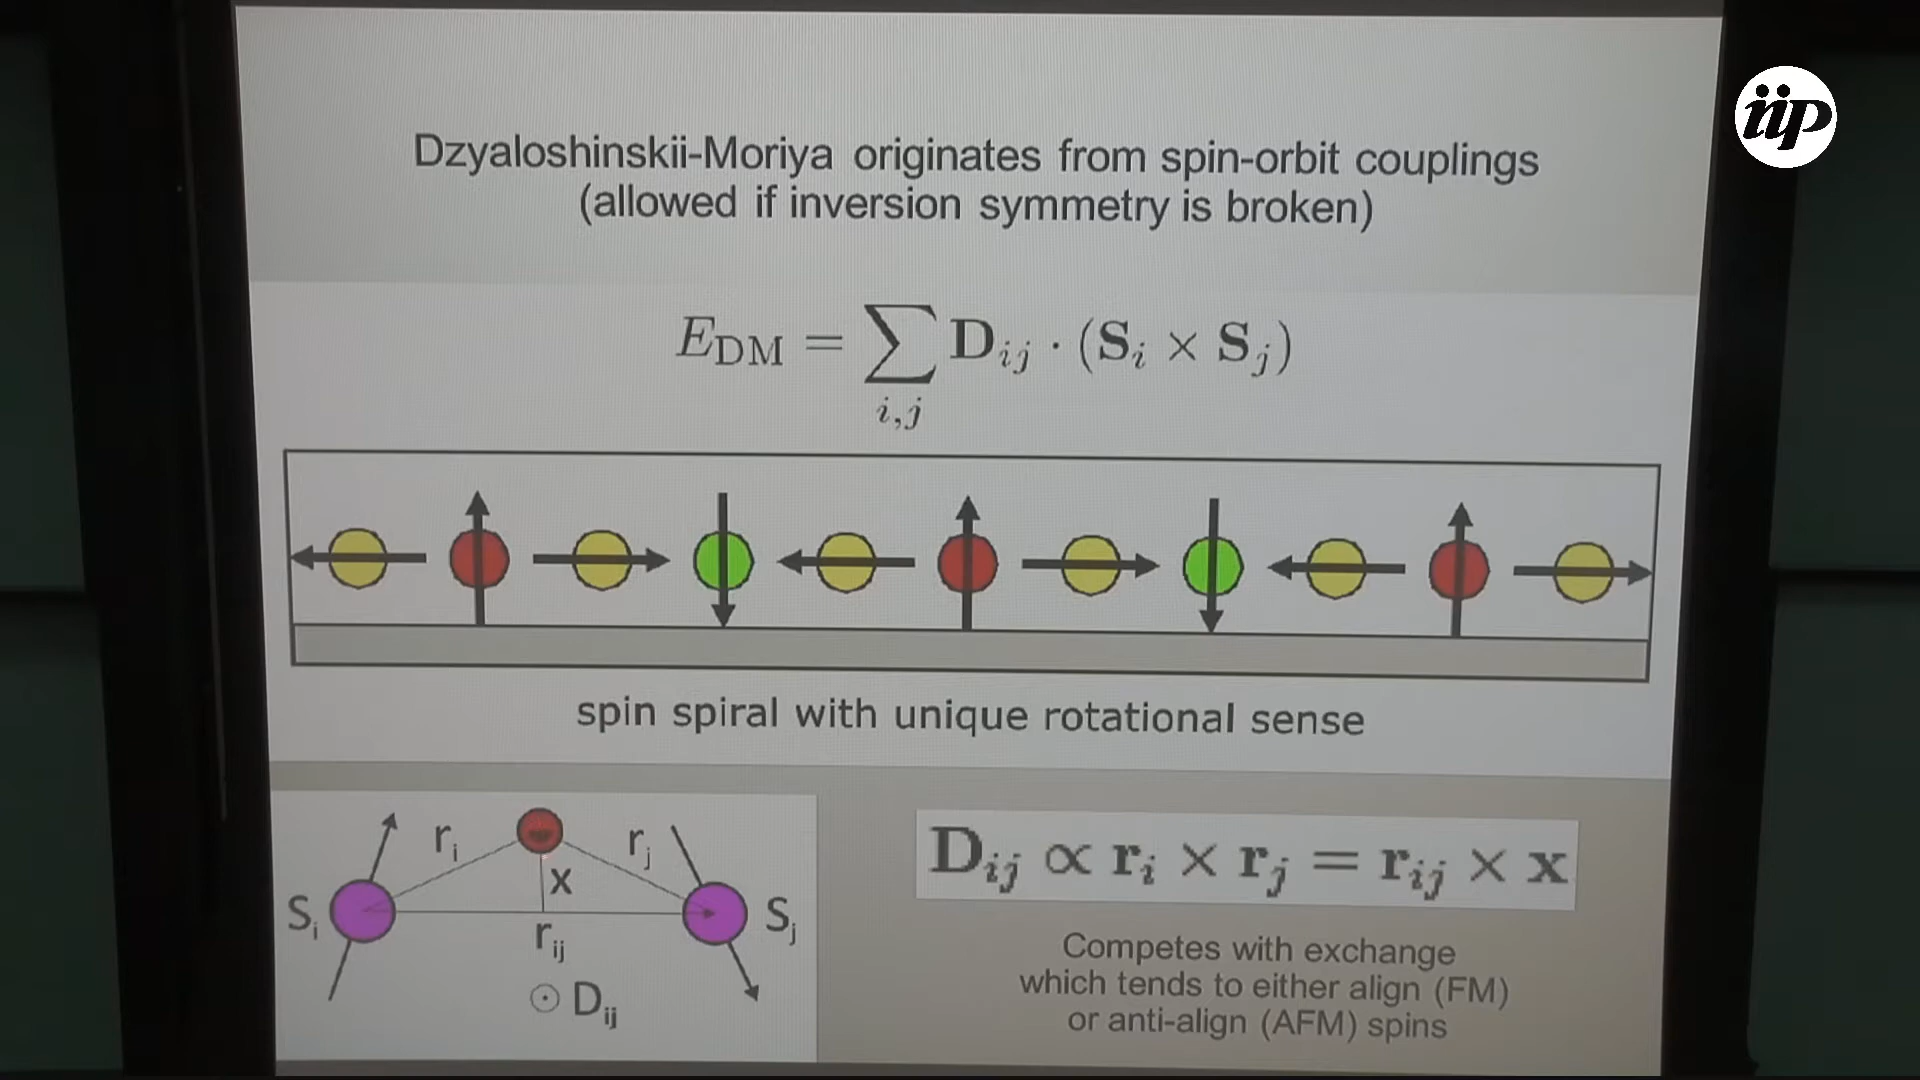 iip
Dzyaloshinskii-Moriya originates from spin-orbit couplings
(allowed if inversion symmetry is broken)
E_DM = ∑_{i,j} D_ij · (S_i × S_j)
spin spiral with unique rotational sense
r_i
r_j
x
S_i
S_j
r_ij
⊙ D_ij
D_ij ∝ r_i × r_j = r_ij × x
Competes with exchange
which tends to either align (FM)
or anti-align (AFM) spins